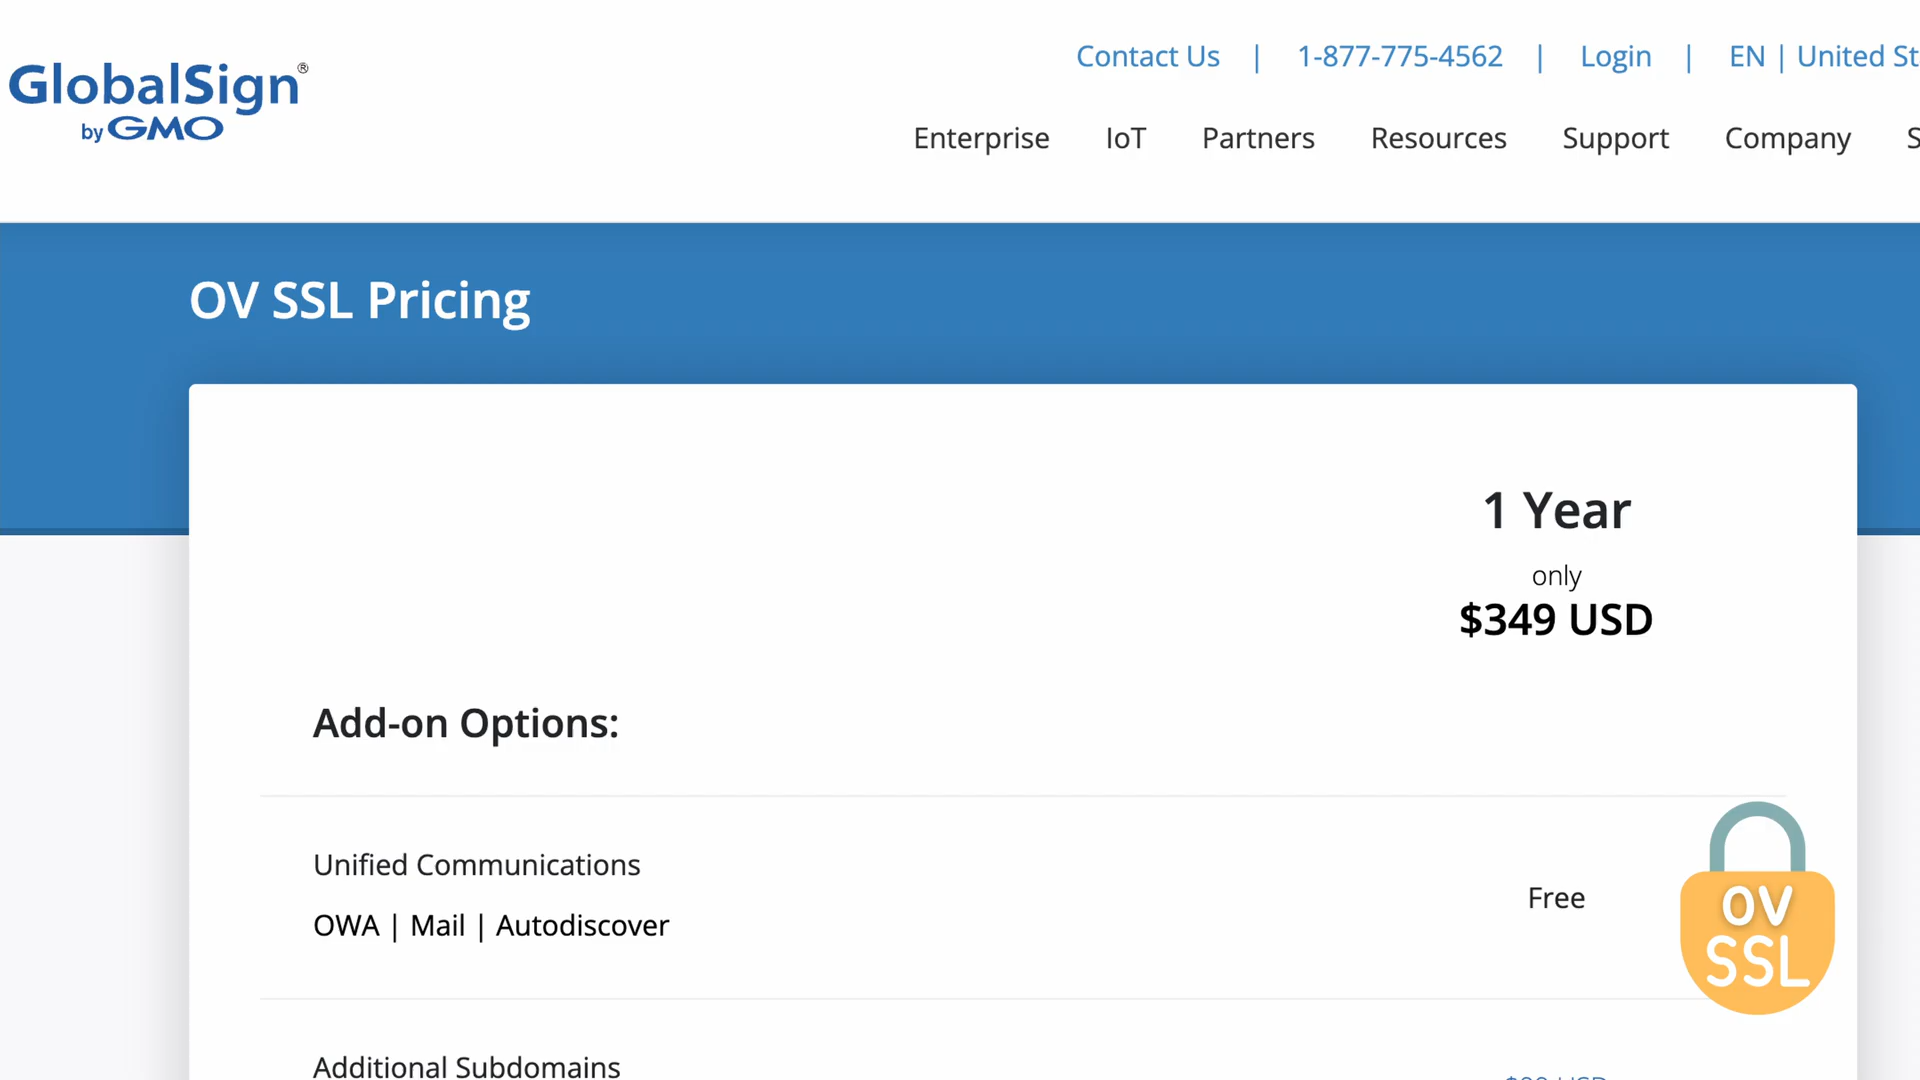 Contact Us | 1-877-775-4562 | Login | EN | United St
GlobalSign®
by GMO
Enterprise IoT Partners Resources Support Company S
OV SSL Pricing
1 Year
only
$349 USD
Add-on Options:
Unified Communications
OWA | Mail | Autodiscover
Free
OV
SSL
Additional Subdomains